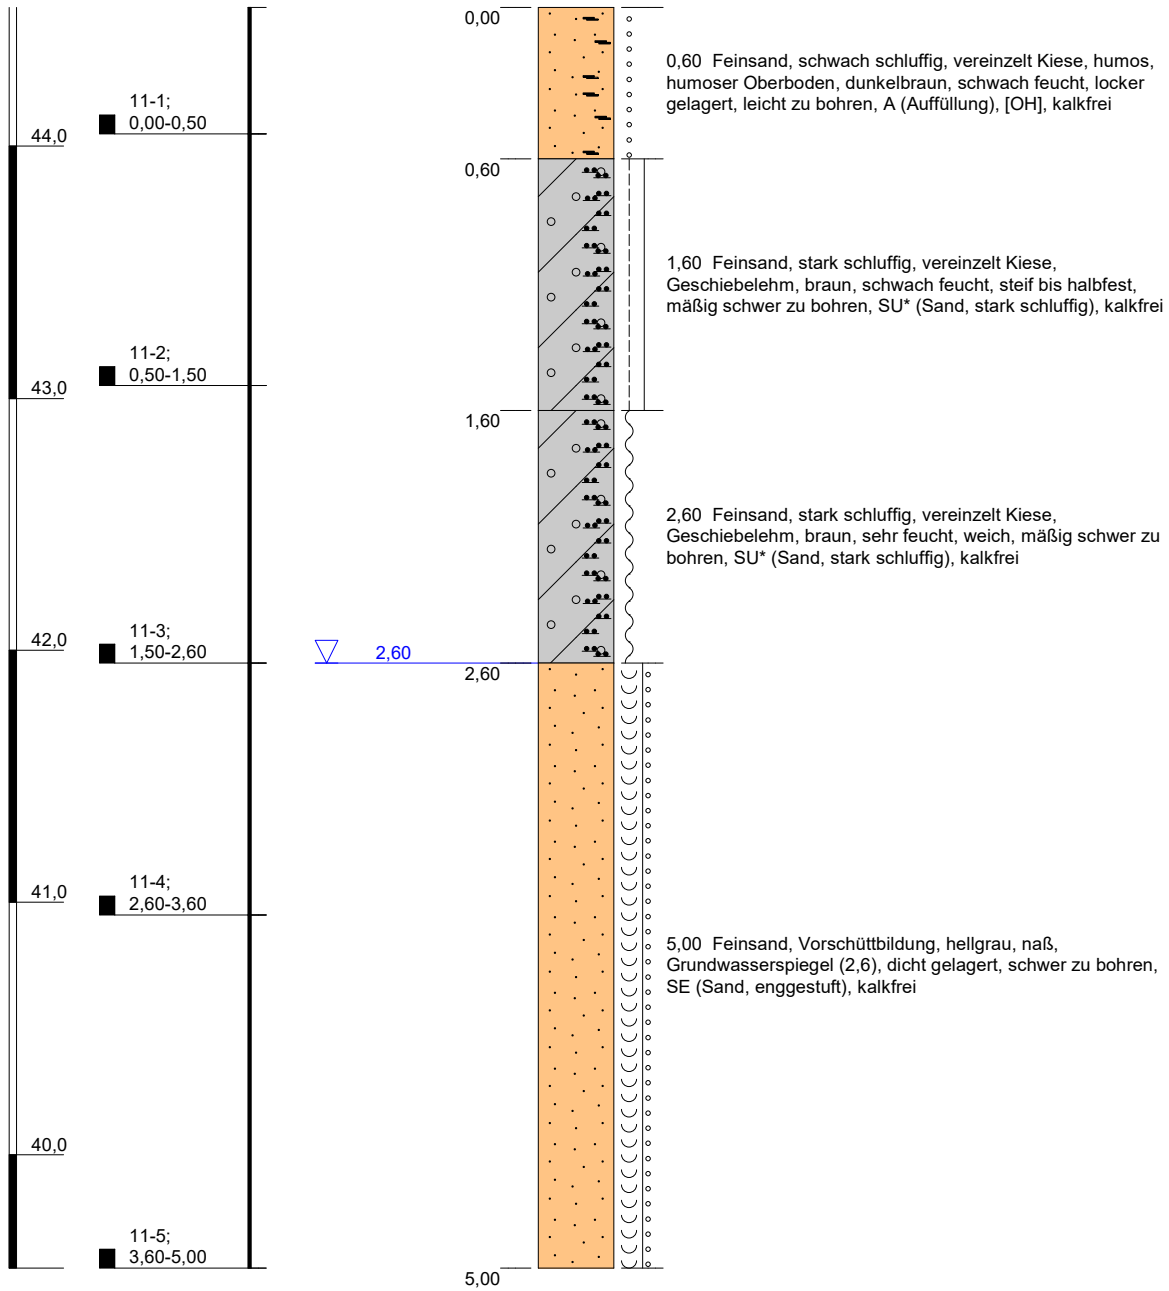 0,00
0,60 Feinsand, schwach schluffig, vereinzelt Kiese, humos,
humoser Oberboden, dunkelbraun, schwach feucht, locker
gelagert, leicht zu bohren, A (Auffüllung), [OH], kalkfrei
11-1;
0,00-0,50
44,0
0,60
1,60 Feinsand, stark schluffig, vereinzelt Kiese,
Geschiebelehm, braun, schwach feucht, steif bis halbfest,
mäßig schwer zu bohren, SU* (Sand, stark schluffig), kalkfrei
11-2;
0,50-1,50
43,0
1,60
2,60 Feinsand, stark schluffig, vereinzelt Kiese,
Geschiebelehm, braun, sehr feucht, weich, mäßig schwer zu
bohren, SU* (Sand, stark schluffig), kalkfrei
11-3;
1,50-2,60
42,0
2,60
2,60
11-4;
2,60-3,60
41,0
5,00 Feinsand, Vorschüttbildung, hellgrau, naß,
Grundwasserspiegel (2,6), dicht gelagert, schwer zu bohren,
SE (Sand, enggestuft), kalkfrei
40,0
11-5;
3,60-5,00
5,00